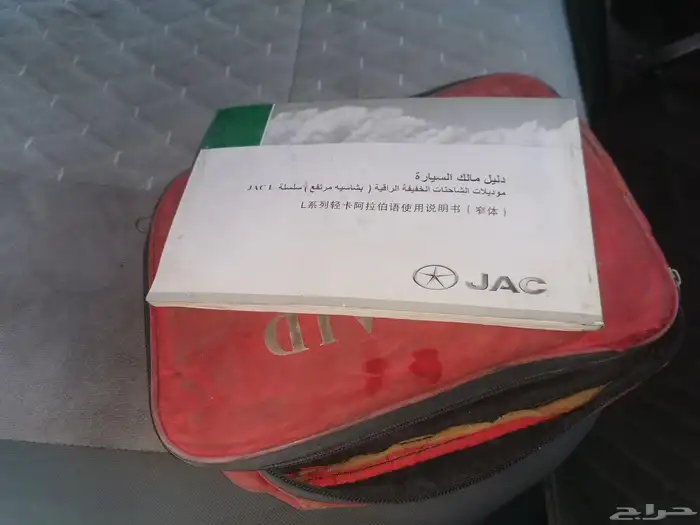 دليل مالك السيارة
موديلات الشاحنات الخفيفة الراقية ( بشاسيه مرتفع ) سلسلة JAC L
L系列轻卡阿拉伯语使用说明书（窄体）
JAC
AID
حراج